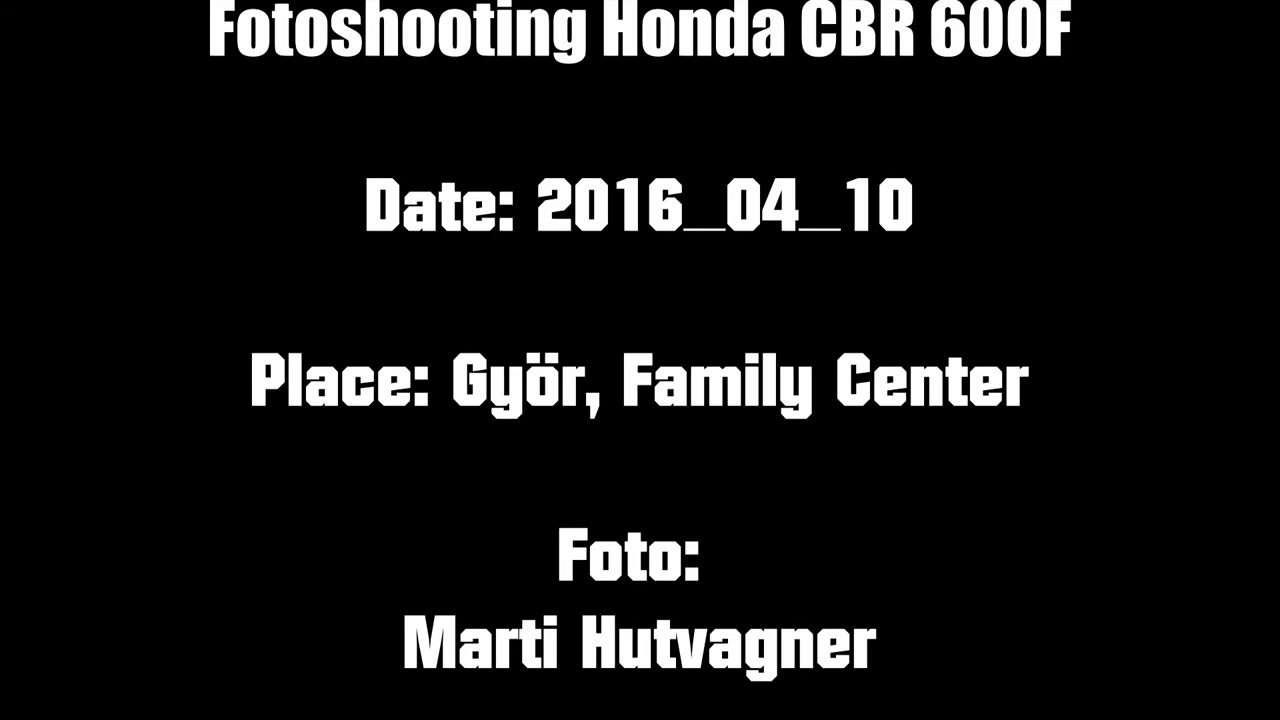 Fotoshooting Honda CBR 600F
Date: 2016_04_10
Place: Györ, Family Center
Foto:
Marti Hutvagner